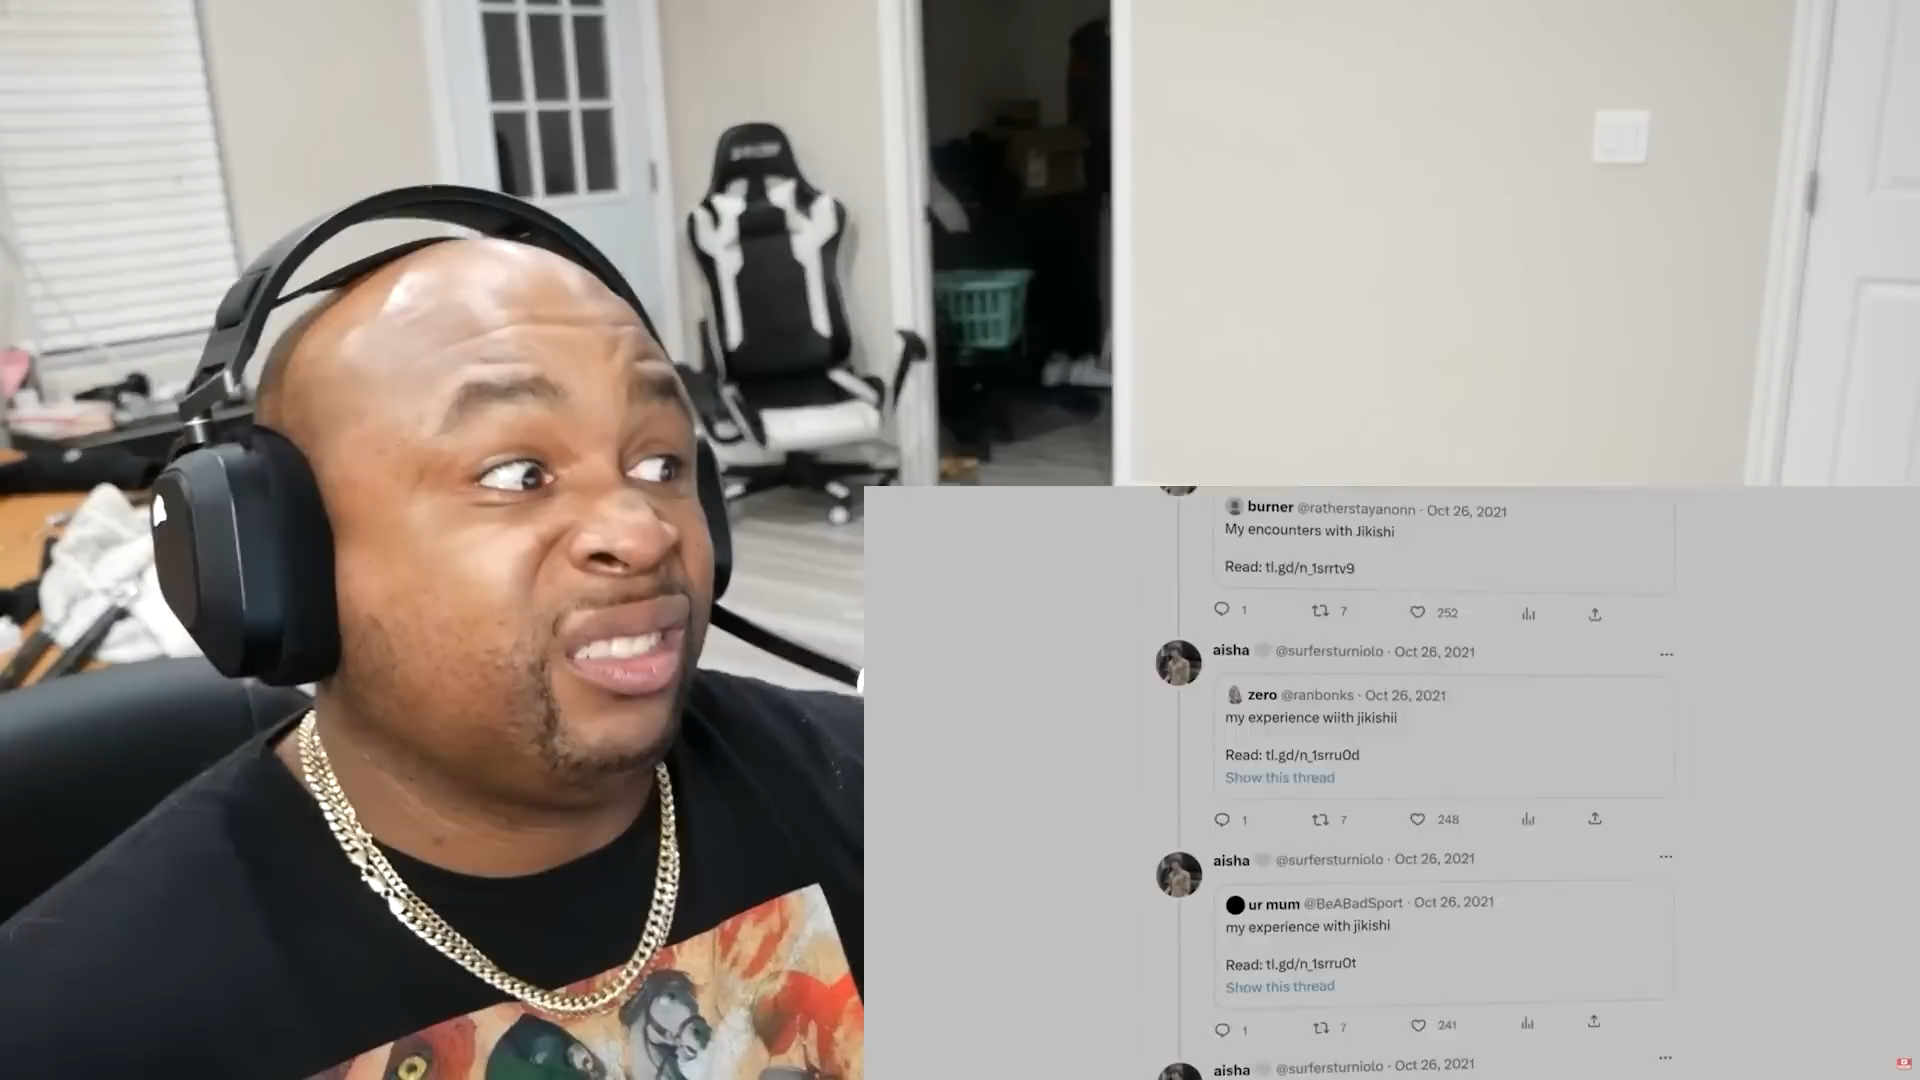 burner @ratherstayanonn · Oct 26, 2021
My encounters with Jikishi
Read: tl.gd/n_1srrtv9
1 7 252
aisha @surfersturniolo · Oct 26, 2021
zero @ranbonks · Oct 26, 2021
my experience wiith jikishii
Read: tl.gd/n_1srru0d
Show this thread
1 7 248
aisha @surfersturniolo · Oct 26, 2021
ur mum @BeABadSport · Oct 26, 2021
my experience with jikishi
Read: tl.gd/n_1srru0t
Show this thread
1 7 241
aisha @surfersturniolo · Oct 26, 2021